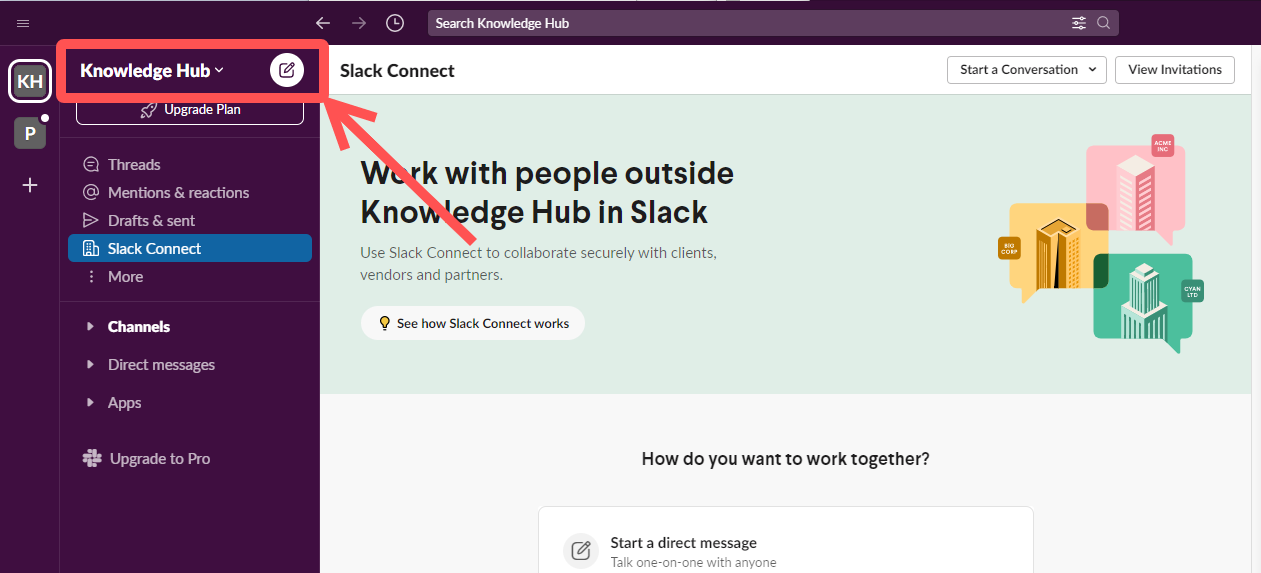 Search Knowledge Hub
KH
P
Knowledge Hub
Upgrade Plan
Threads
Mentions & reactions
Drafts & sent
Slack Connect
More
Channels
Direct messages
Apps
Upgrade to Pro
Slack Connect
Start a Conversation
View Invitations
Work with people outside
Knowledge Hub in Slack
Use Slack Connect to collaborate securely with clients,
vendors and partners.
See how Slack Connect works
ACME
INC
BIG
CORP
CYAN
LTD
How do you want to work together?
Start a direct message
Talk one-on-one with anyone